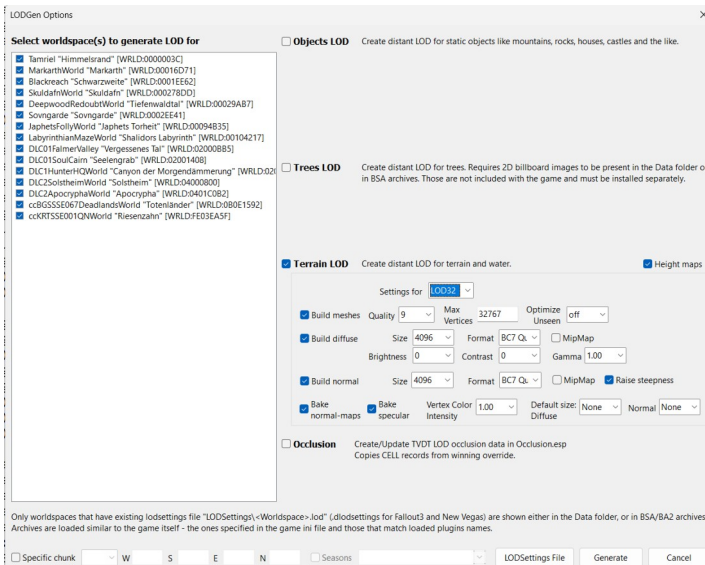 LODGen Options
Select worldspace(s) to generate LOD for
Tamriel "Himmelsrand" [WRLD:0000003C]
MarkarthWorld "Markarth" [WRLD:00016D71]
Blackreach "Schwarzweite" [WRLD:0001EE62]
SkuldafnWorld "Skuldafn" [WRLD:000278DD]
DeepwoodRedoubtWorld "Tiefenwaldtal" [WRLD:00029AB7]
Sovngarde "Sovngarde" [WRLD:0002EE41]
JaphetsFollyWorld "Japhets Torheit" [WRLD:00094B35]
LabyrinthianMazeWorld "Shalidors Labyrinth" [WRLD:00104217]
DLC01FalmerValley "Vergessenes Tal" [WRLD:02000BB5]
DLC01SoulCairn "Seelengrab" [WRLD:02001408]
DLC1HunterHQWorld "Canyon der Morgendämmerung" [WRLD:02(
DLC2SolstheimWorld "Solstheim" [WRLD:04000800]
DLC2ApocryphaWorld "Apocrypha" [WRLD:0401C0B2]
ccBGSSSE067DeadlandsWorld "Totenländer" [WRLD:0B0E1592]
ccKRTSSE001QNWorld "Riesenzahn" [WRLD:FE03EA5F]
Objects LOD Create distant LOD for static objects like mountains, rocks, houses, castles and the like.
Trees LOD Create distant LOD for trees. Requires 2D billboard images to be present in the Data folder o
in BSA archives. Those are not included with the game and must be installed separately.
Terrain LOD Create distant LOD for terrain and water. Height maps
Settings for LOD32
Build meshes Quality 9 Max Vertices 32767 Optimize Unseen off
Build diffuse Size 4096 Format BC7 Qu MipMap
Brightness 0 Contrast 0 Gamma 1.00
Build normal Size 4096 Format BC7 Qu MipMap Raise steepness
Bake normal-maps Bake specular Vertex Color Intensity 1.00 Default size: Diffuse None Normal None
Occlusion Create/Update TVDT LOD occlusion data in Occlusion.esp
Copies CELL records from winning override.
Only worldspaces that have existing lodsettings file "LODSettings\<Worldspace>.lod" (.dlodsettings for Fallout3 and New Vegas) are shown either in the Data folder, or in BSA/BA2 archives
Archives are loaded similar to the game itself - the ones specified in the game ini file and those that match loaded plugins names.
Specific chunk W S E N Seasons LODSettings File Generate Cancel